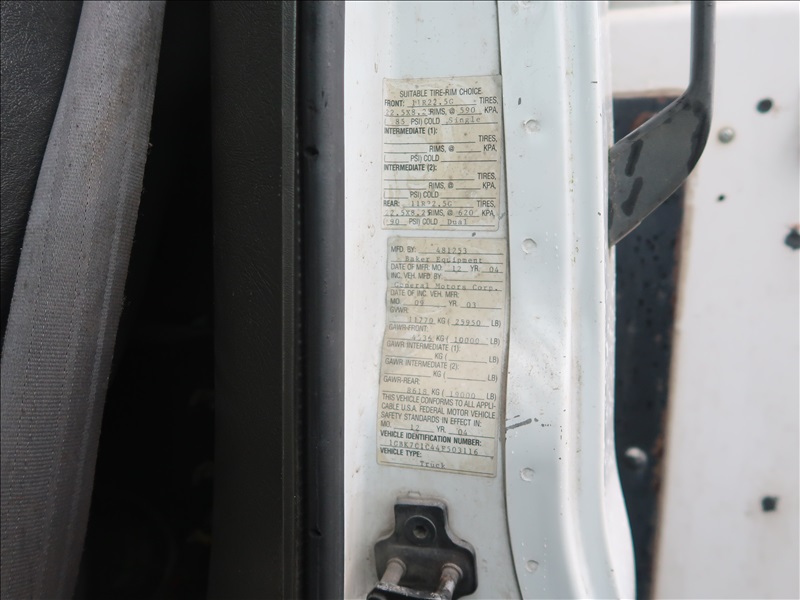 SUITABLE TIRE-RIM CHOICE
FRONT: 11R22.5G TIRES,
22.5X8.2 RIMS, @ 590 KPA,
( 85 PSI) COLD Single
INTERMEDIATE (1):
TIRES,
RIMS, @ KPA,
PSI) COLD
INTERMEDIATE (2):
TIRES,
RIMS, @ KPA,
PSI) COLD
REAR: 11R22.5G TIRES,
22.5X8.2 RIMS, @ 620 KPA,
90 PSI) COLD Dual
MFD. BY: 481253
Baker Equipment
DATE OF MFR. MO. 12 YR. 04
INC. VEH. MFD. BY:
General Motors Corp.
DATE OF INC. VEH. MFR:
MO. 09 YR. 03
GVWR:
11770 KG ( 25950 LB)
GAWR-FRONT:
4536 KG ( 10000 LB)
GAWR INTERMEDIATE (1):
KG ( LB)
GAWR INTERMEDIATE (2):
KG ( LB)
GAWR-REAR:
8618 KG ( 19000 LB)
THIS VEHICLE CONFORMS TO ALL APPLI-
CABLE U.S.A. FEDERAL MOTOR VEHICLE
SAFETY STANDARDS IN EFFECT IN:
MO. 12 YR. 04
VEHICLE IDENTIFICATION NUMBER:
VEHICLE TYPE:
Truck